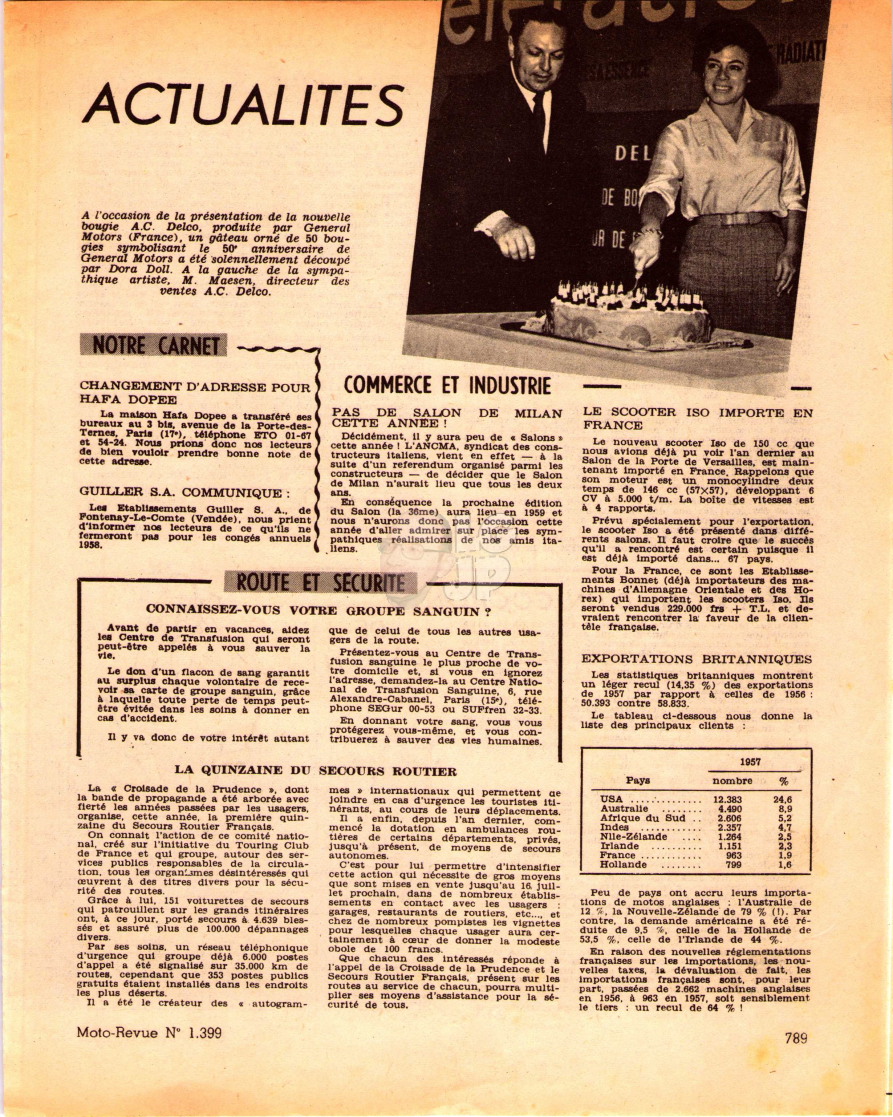 ACTUALITES
DEL
DE BO
RADIAT
A l'occasion de la présentation de la nouvelle
bougie A.C. Delco, produite par General
Motors (France), un gâteau orné de 50 bou-
gies symbolisant le 50e anniversaire de
General Motors a été solennellement découpé
par Dora Doll. A la gauche de la sympa-
thique artiste, M. Maesen, directeur des
ventes A.C. Delco.
NOTRE CARNET
CHANGEMENT D'ADRESSE POUR
HAFA DOPEE
La maison Hafa Dopee a transféré ses
bureaux au 3 bis, avenue de la Porte-des-
Ternes, Paris (17e), téléphone ETO 01-67
et 54-24. Nous prions donc nos lecteurs
de bien vouloir prendre bonne note de
cette adresse.
GUILLER S.A. COMMUNIQUE :
Les Etablissements Guiller S. A., de
Fontenay-Le-Comte (Vendée), nous prient
d'informer nos lecteurs de ce qu'ils ne
fermeront pas pour les congés annuels
1958.
COMMERCE ET INDUSTRIE
PAS DE SALON DE MILAN
CETTE ANNÉE !
Décidément, il y aura peu de « Salons »
cette année ! L'ANCMA, syndicat des cons-
tructeurs italiens, vient en effet — à la
suite d'un referendum organisé parmi les
constructeurs — de décider que le Salon
de Milan n'aurait lieu que tous les deux
ans.
En conséquence la prochaine édition
du Salon (la 36me) aura lieu en 1959 et
nous n'aurons donc pas l'occasion cette
année d'aller admirer sur place les sym-
pathiques réalisations de nos amis ita-
liens.
LE SCOOTER ISO IMPORTE EN
FRANCE
Le nouveau scooter Iso de 150 cc que
nous avions déjà pu voir l'an dernier au
Salon de la Porte de Versailles, est main-
tenant importé en France. Rappelons que
son moteur est un monocylindre deux
temps de 146 cc (57×57), développant 6
CV à 5.000 t/m. La boîte de vitesses est
à 4 rapports.
Prévu spécialement pour l'exportation,
le scooter Iso a été présenté dans diffé-
rents salons. Il faut croire que le succès
qu'il a rencontré est certain puisque il
est déjà importé dans... 67 pays.
Pour la France, ce sont les Etablisse-
ments Bonnet (déjà importateurs des ma-
chines d'Allemagne Orientale et des Ho-
rex) qui importent les scooters Iso. Ils
seront vendus 229.000 frs + T.L. et de-
vraient rencontrer la faveur de la clien-
tèle française.
EXPORTATIONS BRITANNIQUES
Les statistiques britanniques montrent
un léger recul (14,35 %) des exportations
de 1957 par rapport à celles de 1956 :
50.393 contre 58.833.
Le tableau ci-dessous nous donne la
liste des principaux clients :
1957
Pays nombre %
USA 12.383 24,6
Australie 4.490 8,9
Afrique du Sud .. 2.606 5,2
Indes 2.357 4,7
Nlle-Zélande 1.264 2,5
Irlande 1.151 2,3
France 963 1,9
Hollande 799 1,6
Peu de pays ont accru leurs importa-
tions de motos anglaises : l'Australie de
12 %, la Nouvelle-Zélande de 79 % (!). Par
contre, la demande américaine a été ré-
duite de 9,5 %, celle de la Hollande de
53,5 %, celle de l'Irlande de 44 %.
En raison des nouvelles réglementations
françaises sur les importations, les nou-
velles taxes, la dévaluation de fait, les
importations françaises sont, pour leur
part, passées de 2.662 machines anglaises
en 1956, à 963 en 1957, soit sensiblement
le tiers : un recul de 64 % !
ROUTE ET SECURITE
CONNAISSEZ-VOUS VOTRE GROUPE SANGUIN ?
Avant de partir en vacances, aidez
les Centre de Transfusion qui seront
peut-être appelés à vous sauver la
vie.
Le don d'un flacon de sang garantit
au surplus chaque volontaire de rece-
voir sa carte de groupe sanguin, grâce
à laquelle toute perte de temps peut-
être évitée dans les soins à donner en
cas d'accident.
Il y va donc de votre intérêt autant
que de celui de tous les autres usa-
gers de la route.
Présentez-vous au Centre de Trans-
fusion sanguine le plus proche de vo-
tre domicile et, si vous en ignorez
l'adresse, demandez-la au Centre Natio-
nal de Transfusion Sanguine, 6, rue
Alexandre-Cabanel, Paris (15e), télé-
phone SEGur 00-53 ou SUFfren 32-33.
En donnant votre sang, vous vous
protégerez vous-même, et vous con-
tribuerez à sauver des vies humaines.
LA QUINZAINE DU SECOURS ROUTIER
La « Croisade de la Prudence », dont
la bande de propagande a été arborée avec
fierté les années passées par les usagers,
organise, cette année, la première quin-
zaine du Secours Routier Français.
On connaît l'action de ce comité natio-
nal, créé sur l'initiative du Touring Club
de France et qui groupe, autour des ser-
vices publics responsables de la circula-
tion, tous les organismes désintéressés qui
œuvrent à des titres divers pour la sécu-
rité des routes.
Grâce à lui, 151 voiturettes de secours
qui patrouillent sur les grands itinéraires
ont, à ce jour, porté secours à 4.639 bles-
sés et assuré plus de 100.000 dépannages
divers.
Par ses soins, un réseau téléphonique
d'urgence qui groupe déjà 6.000 postes
d'appel a été signalisé sur 35.000 km de
routes, cependant que 353 postes publics
gratuits étaient installés dans les endroits
les plus déserts.
Il a été le créateur des « autogram-
mes » internationaux qui permettent de
joindre en cas d'urgence les touristes iti-
nérants, au cours de leurs déplacements.
Il a enfin, depuis l'an dernier, com-
mencé la dotation en ambulances rou-
tières de certains départements, privés,
jusqu'à présent, de moyens de secours
autonomes.
C'est pour lui permettre d'intensifier
cette action qui nécessite de gros moyens
que sont mises en vente jusqu'au 16 juil-
let prochain, dans de nombreux établis-
sements en contact avec les usagers :
garages, restaurants de routiers, etc..., et
chez de nombreux pompistes les vignettes
pour lesquelles chaque usager aura cer-
tainement à cœur de donner la modeste
obole de 100 francs.
Que chacun des intéressés réponde à
l'appel de la Croisade de la Prudence et le
Secours Routier Français, présent sur les
routes au service de chacun, pourra multi-
plier ses moyens d'assistance pour la sé-
curité de tous.
Moto-Revue N° 1.399
789